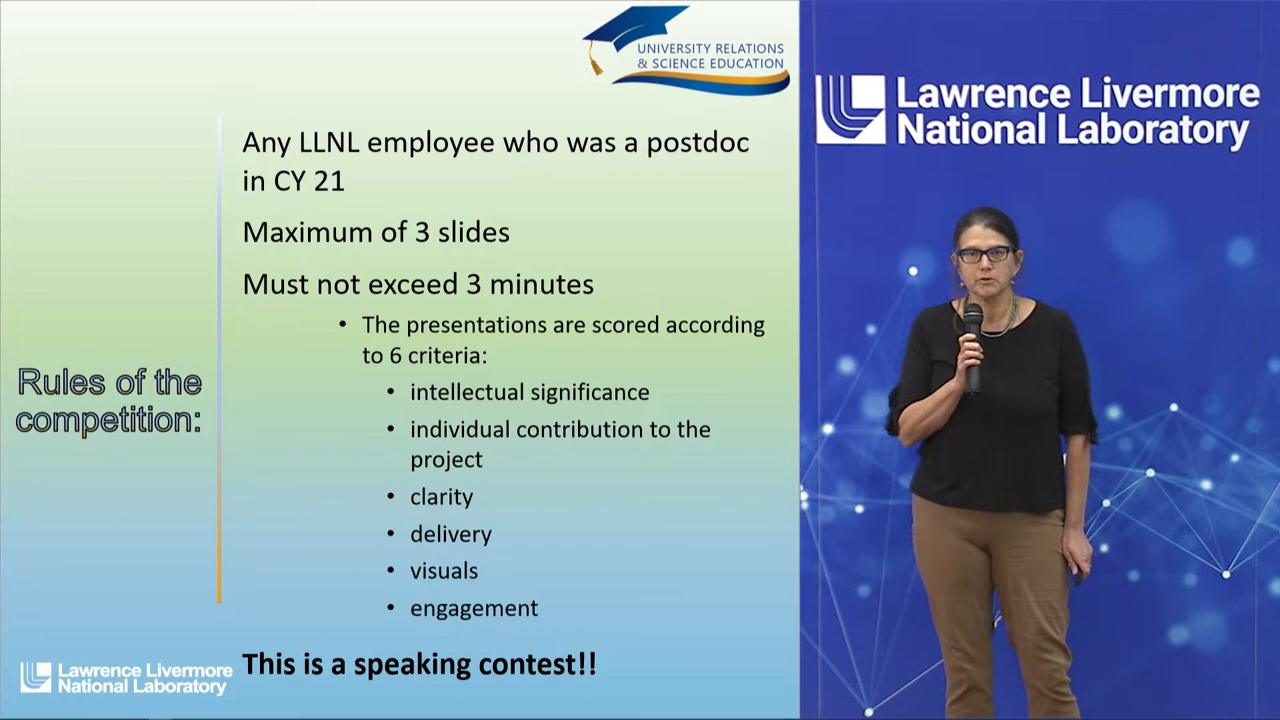 UNIVERSITY RELATIONS
& SCIENCE EDUCATION
Any LLNL employee who was a postdoc
in CY 21
Maximum of 3 slides
Must not exceed 3 minutes
• The presentations are scored according
to 6 criteria:
• intellectual significance
• individual contribution to the
project
• clarity
• delivery
• visuals
• engagement
This is a speaking contest!!
Rules of the
competition:
Lawrence Livermore
National Laboratory
Lawrence Livermore
National Laboratory